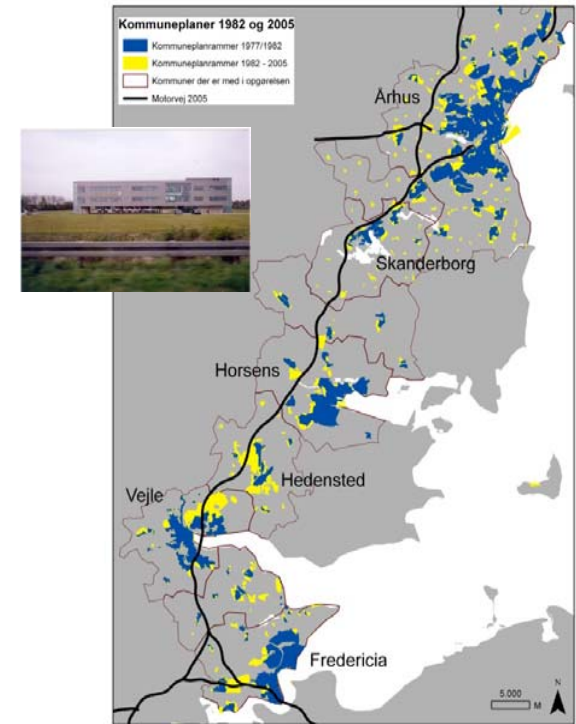 Kommuneplaner 1982 og 2005
Kommuneplanrammer 1977/1982
Kommuneplanrammer 1982 - 2005
Kommuner der er med i opgørelsen
Motorvej 2005
Århus
Skanderborg
Horsens
Hedensted
Vejle
Fredericia
N
5.000 M